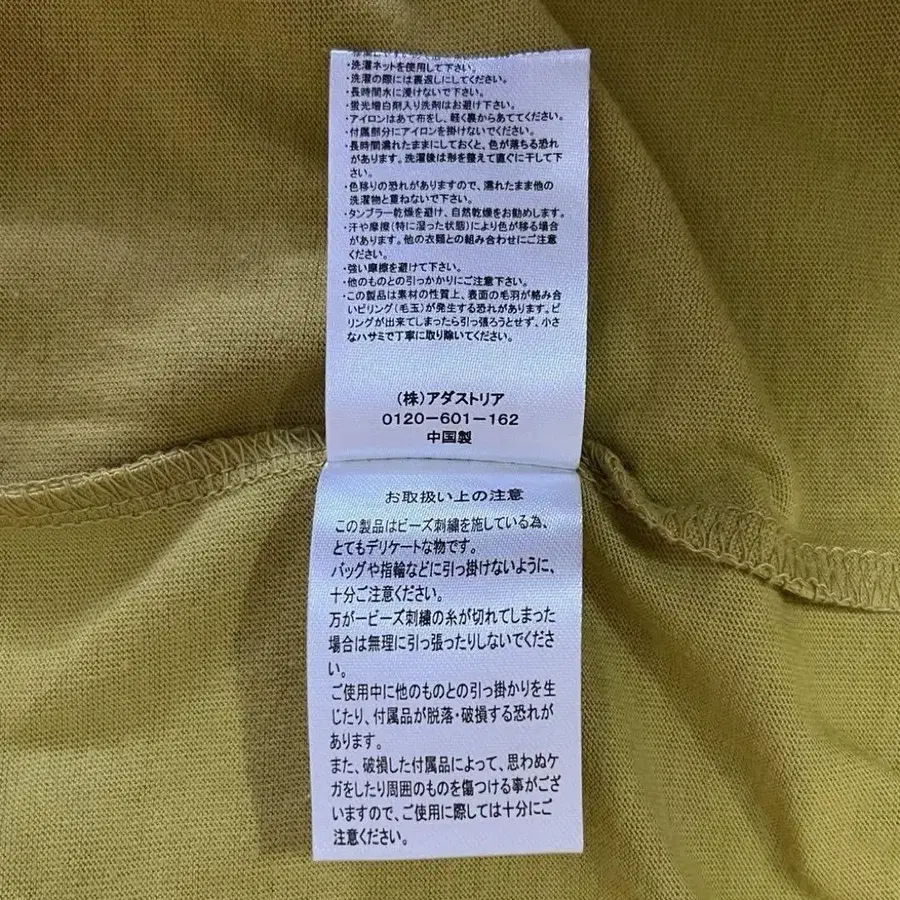 ・洗濯ネットを使用して下さい。
・洗濯の際には裏返しにしてください。
・長時間水に浸けないで下さい。
・蛍光増白剤入り洗剤はお避け下さい。
・アイロンはあて布をし、軽く裏からあててください。
・付属部分にアイロンを掛けないでください。
・長時間濡れたままにしておくと、色が落ちる恐れ
があります。洗濯後は形を整えて直ぐに干して下
さい。
・色移りの恐れがありますので、濡れたまま他の
洗濯物と重ねないで下さい。
・タンブラー乾燥を避け、自然乾燥をお勧めします。
・汗や摩擦(特に湿った状態)により色が移る場合
があります。他の衣類との組み合わせにご注意
ください。
・強い摩擦を避けて下さい。
・他のものとの引っかかりにご注意下さい。
・この製品は素材の性質上、表面の毛羽が絡み合
いピリング(毛玉)が発生する恐れがあります。ピ
リングが出来てしまったら引っ張ろうとせず、小さ
なハサミで丁寧に取り除いてください。
(株)アダストリア
0120-601-162
中国製
お取扱い上の注意
この製品はビーズ刺繍を施している為、
とてもデリケートな物です。
バッグや指輪などに引っ掛けないように、
十分ご注意ください。
万が一ビーズ刺繍の糸が切れてしまった
場合は無理に引っ張ったりしないでくださ
い。
ご使用中に他のものとの引っ掛かりを生
じたり、付属品が脱落・破損する恐れが
あります。
また、破損した付属品によって、思わぬケ
ガをしたり周囲のものを傷つける事がござ
いますので、ご使用に際しては十分にご
注意ください。